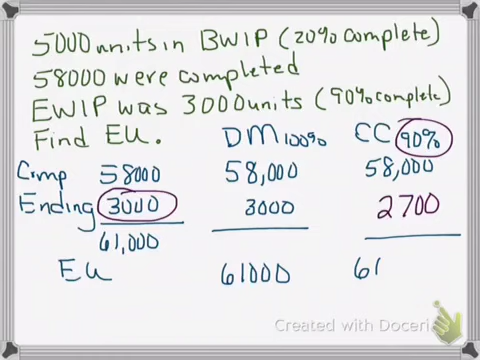 5000 units in BWIP (20% complete)
58000 were completed
EWIP was 3000 units (90% complete)
Find EU. DM 100% CC 90%
Comp 58000 58,000 58,000
Ending 3000 3000 2700
61,000
EU 61000 61
Created with Doceri